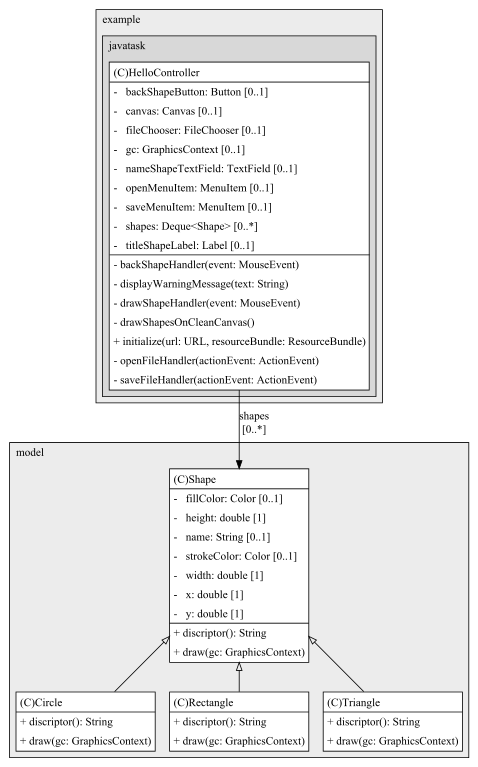 example
javatask
(C)HelloController
- backShapeButton: Button [0..1]
- canvas: Canvas [0..1]
- fileChooser: FileChooser [0..1]
- gc: GraphicsContext [0..1]
- nameShapeTextField: TextField [0..1]
- openMenuItem: MenuItem [0..1]
- saveMenuItem: MenuItem [0..1]
- shapes: Deque<Shape> [0..*]
- titleShapeLabel: Label [0..1]
- backShapeHandler(event: MouseEvent)
- displayWarningMessage(text: String)
- drawShapeHandler(event: MouseEvent)
- drawShapesOnCleanCanvas()
+ initialize(url: URL, resourceBundle: ResourceBundle)
- openFileHandler(actionEvent: ActionEvent)
- saveFileHandler(actionEvent: ActionEvent)
shapes
[0..*]
model
(C)Shape
- fillColor: Color [0..1]
- height: double [1]
- name: String [0..1]
- strokeColor: Color [0..1]
- width: double [1]
- x: double [1]
- y: double [1]
+ discriptor(): String
+ draw(gc: GraphicsContext)
(C)Circle
+ discriptor(): String
+ draw(gc: GraphicsContext)
(C)Rectangle
+ discriptor(): String
+ draw(gc: GraphicsContext)
(C)Triangle
+ discriptor(): String
+ draw(gc: GraphicsContext)